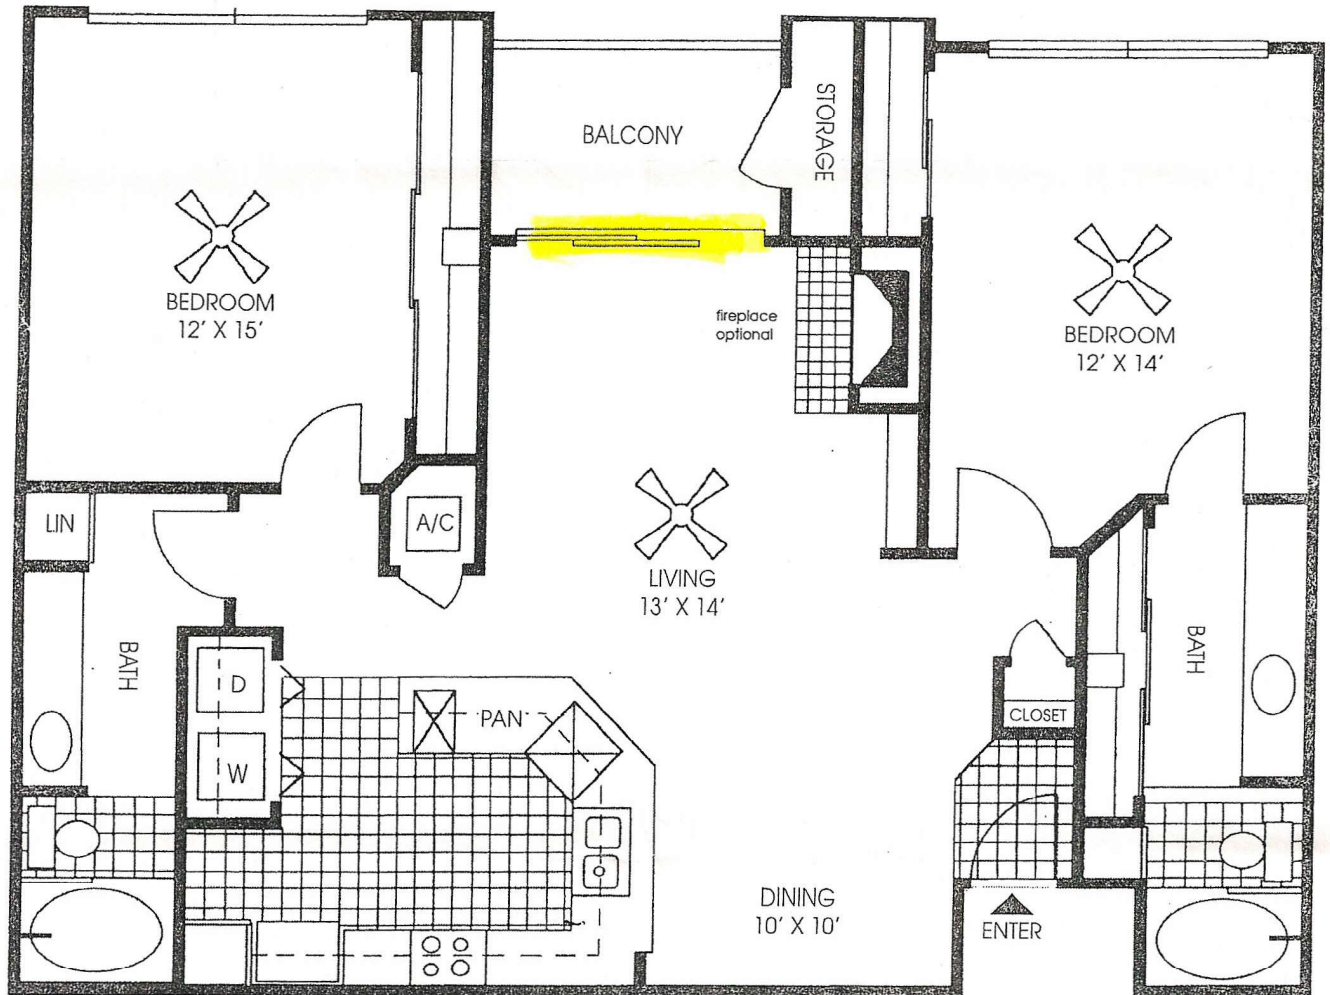 BALCONY
STORAGE
BEDROOM
12' X 15'
fireplace
optional
BEDROOM
12' X 14'
LIN
A/C
LIVING
13' X 14'
BATH
D
W
PAN
BATH
CLOSET
DINING
10' X 10'
ENTER